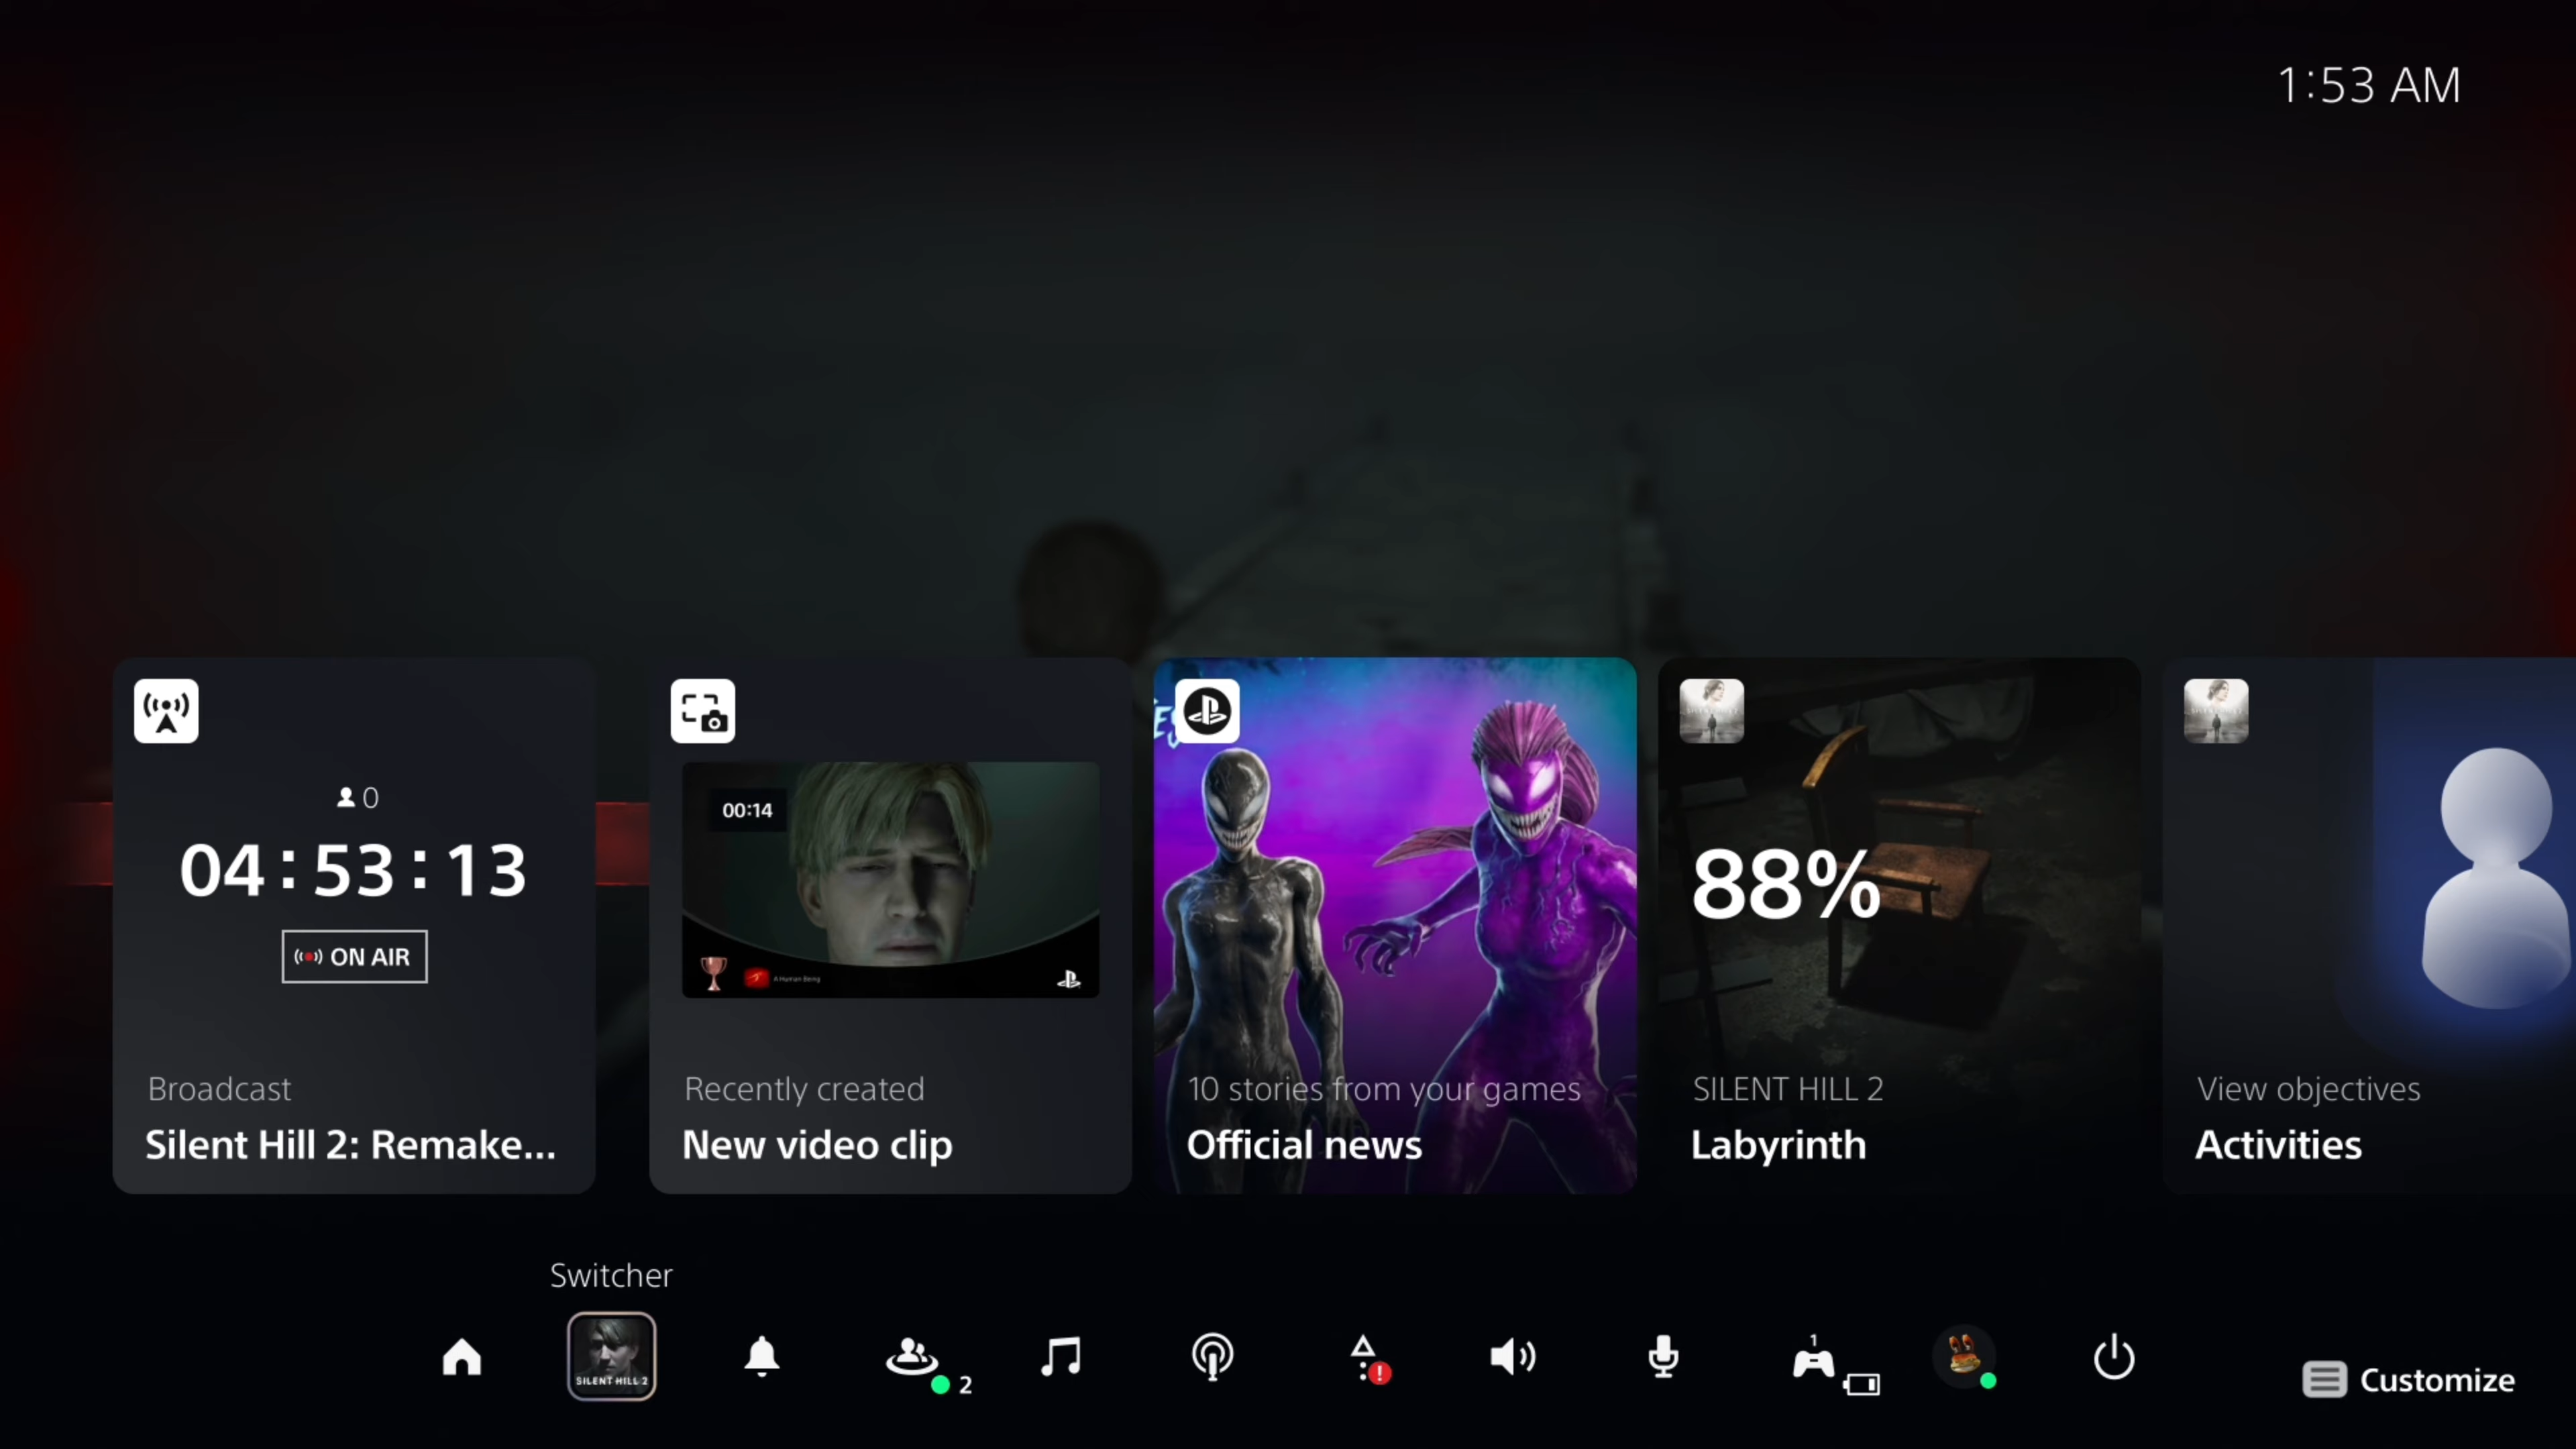 1:53 AM
0
04:53:13
ON AIR
Broadcast
Silent Hill 2: Remake...
00:14
A Human Being
Recently created
New video clip
10 stories from your games
Official news
88%
SILENT HILL 2
Labyrinth
View objectives
Activities
Switcher
SILENT HILL 2
2
1
Customize